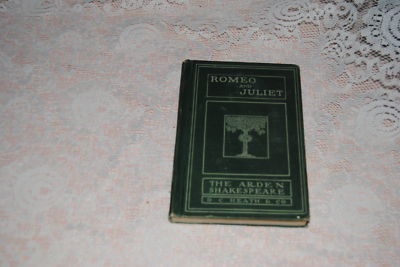 ROMEO
AND
JULIET
THE ARDEN
SHAKESPEARE
D C HEATH & CO